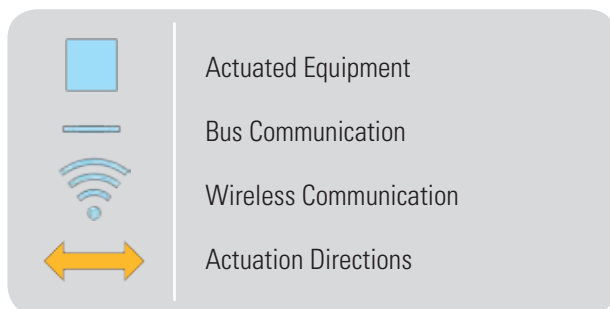 Actuated Equipment
Bus Communication
Wireless Communication
Actuation Directions